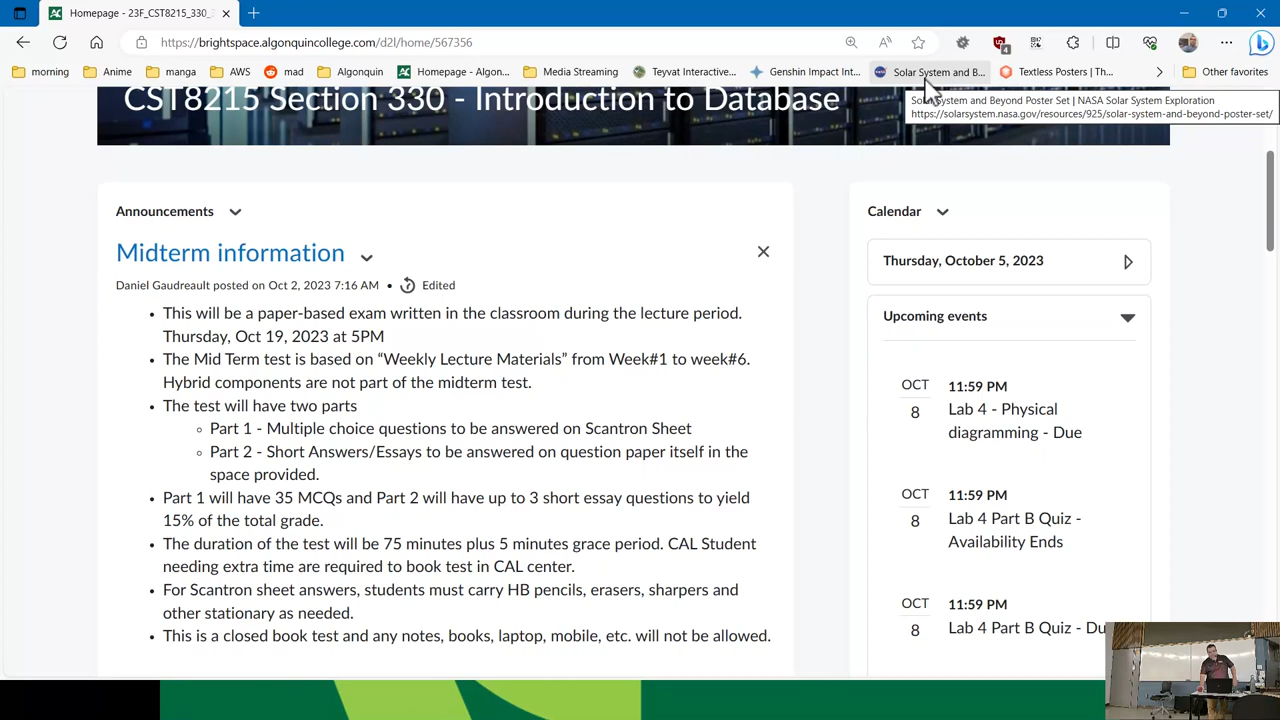 Homepage - 23F_CST8215_330_
https://brightspace.algonquincollege.com/d2l/home/567356
4
morning
Anime
manga
AWS
mad
Algonquin
Homepage - Algon...
Media Streaming
Teyvat Interactive...
Genshin Impact Int...
Solar System and B...
Textless Posters | Th...
Other favorites
Solar System and Beyond Poster Set | NASA Solar System Exploration
https://solarsystem.nasa.gov/resources/925/solar-system-and-beyond-poster-set/
CST8215 Section 330 - Introduction to Database
Announcements
Midterm information
Daniel Gaudreault posted on Oct 2, 2023 7:16 AM • Edited
• This will be a paper-based exam written in the classroom during the lecture period.
Thursday, Oct 19, 2023 at 5PM
• The Mid Term test is based on “Weekly Lecture Materials” from Week#1 to week#6.
Hybrid components are not part of the midterm test.
• The test will have two parts
◦ Part 1 - Multiple choice questions to be answered on Scantron Sheet
◦ Part 2 - Short Answers/Essays to be answered on question paper itself in the
space provided.
• Part 1 will have 35 MCQs and Part 2 will have up to 3 short essay questions to yield
15% of the total grade.
• The duration of the test will be 75 minutes plus 5 minutes grace period. CAL Student
needing extra time are required to book test in CAL center.
• For Scantron sheet answers, students must carry HB pencils, erasers, sharpers and
other stationary as needed.
• This is a closed book test and any notes, books, laptop, mobile, etc. will not be allowed.
Calendar
Thursday, October 5, 2023
Upcoming events
OCT
8
11:59 PM
Lab 4 - Physical
diagramming - Due
OCT
8
11:59 PM
Lab 4 Part B Quiz -
Availability Ends
OCT
8
11:59 PM
Lab 4 Part B Quiz - Du